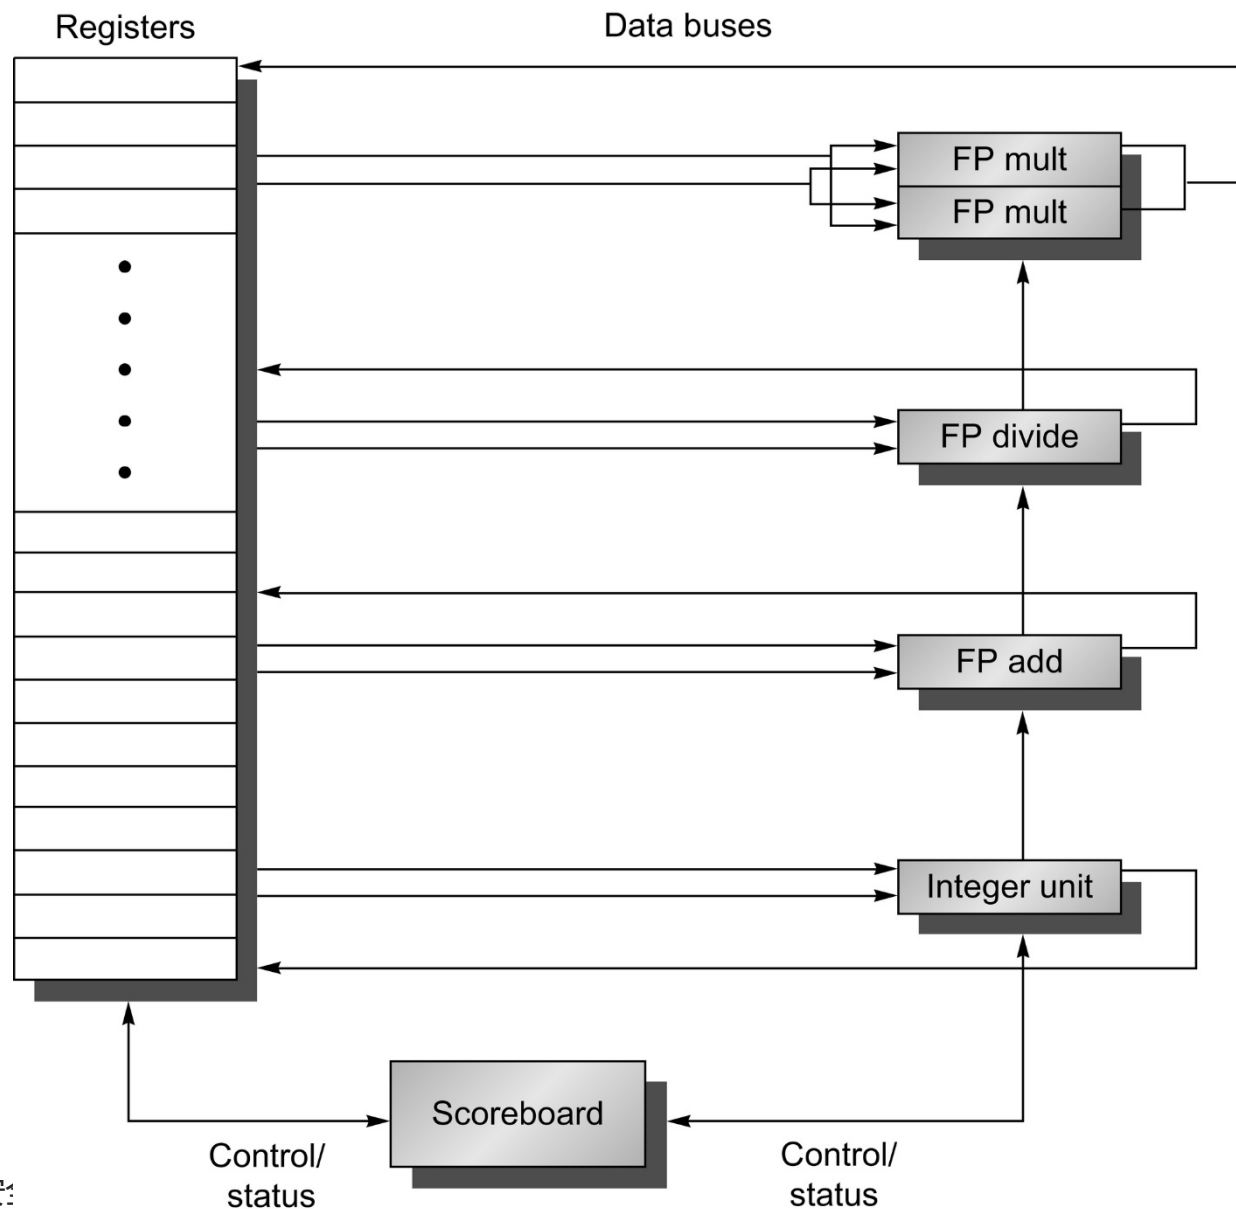 Registers
Data buses
FP mult
FP mult
FP divide
FP add
Integer unit
Scoreboard
Control/
status
Control/
status